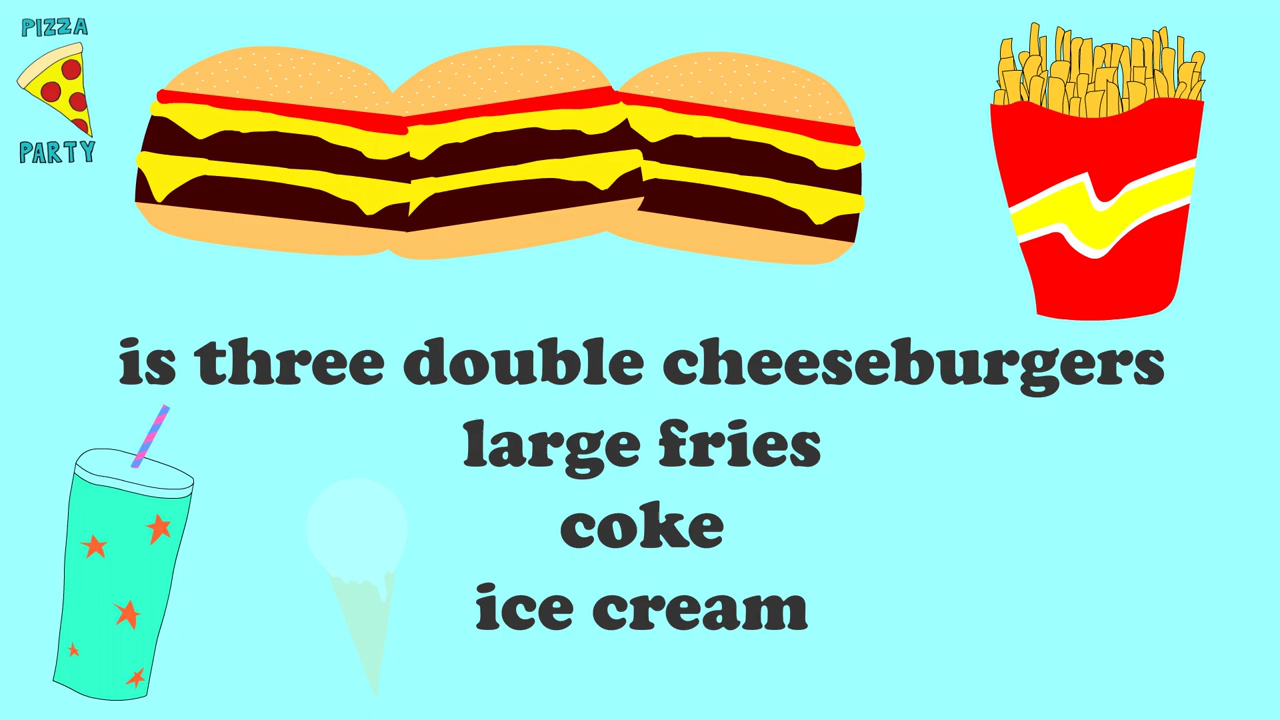 PIZZA
PARTY
is three double cheeseburgers
large fries
coke
ice cream